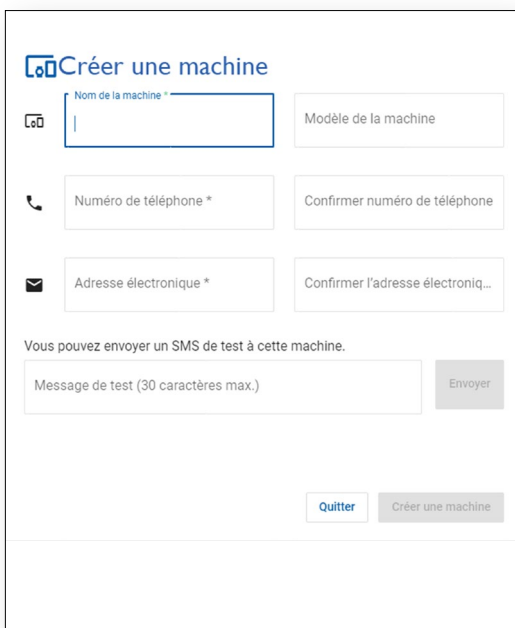 Créer une machine
Nom de la machine *
Modèle de la machine
Numéro de téléphone *
Confirmer numéro de téléphone
Adresse électronique *
Confirmer l'adresse électroniq...
Vous pouvez envoyer un SMS de test à cette machine.
Message de test (30 caractères max.)
Envoyer
Quitter
Créer une machine